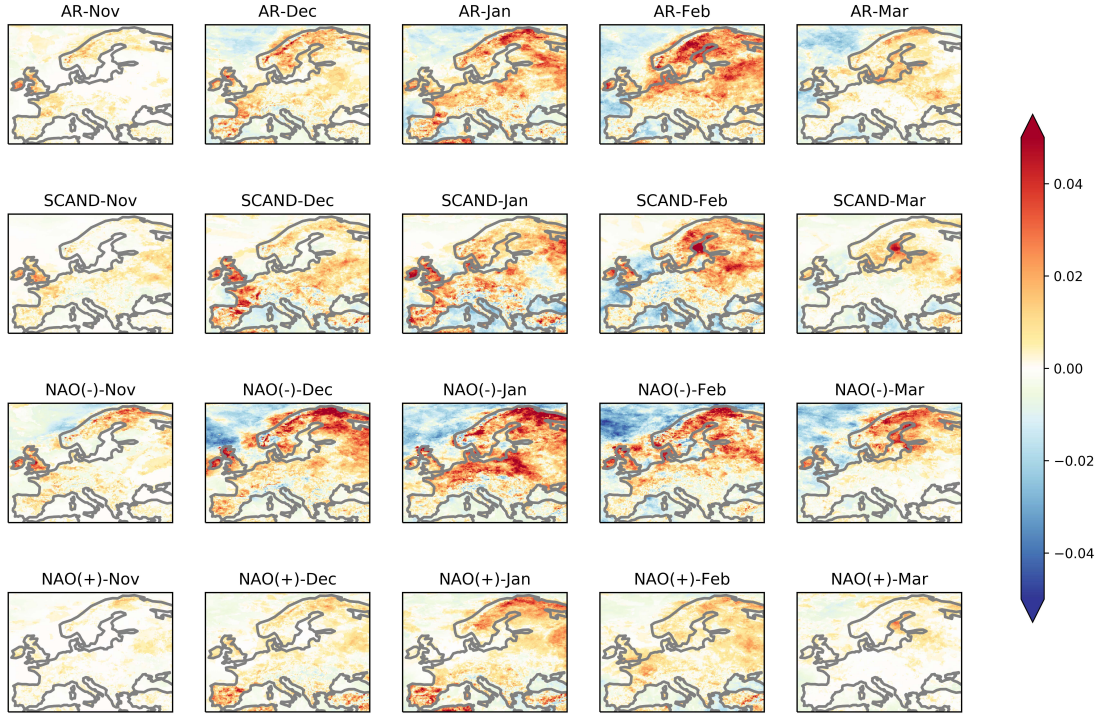 AR-Nov AR-Dec AR-Jan AR-Feb AR-Mar
SCAND-Nov SCAND-Dec SCAND-Jan SCAND-Feb SCAND-Mar
NAO(-)-Nov NAO(-)-Dec NAO(-)-Jan NAO(-)-Feb NAO(-)-Mar
NAO(+)-Nov NAO(+)-Dec NAO(+)-Jan NAO(+)-Feb NAO(+)-Mar
0.04
0.02
0.00
−0.02
−0.04